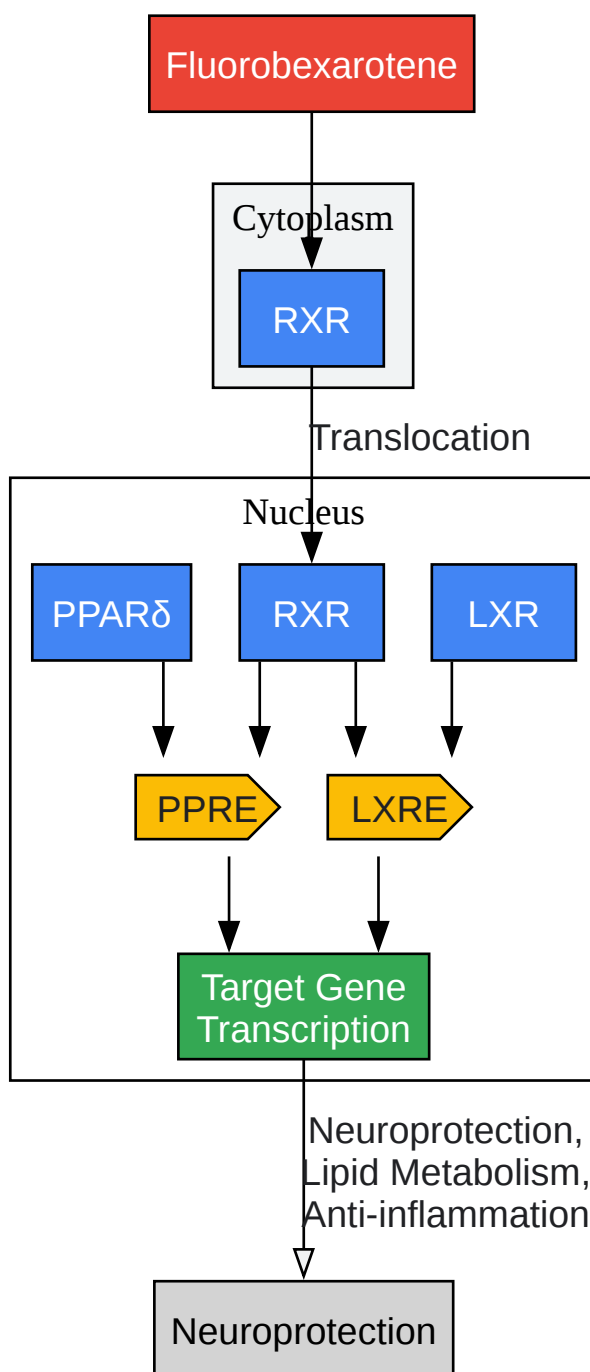 Fluorobexarotene
Cytoplasm
RXR
Translocation
Nucleus
PPARδ
RXR
LXR
PPRE
LXRE
Target Gene
Transcription
Neuroprotection,
Lipid Metabolism,
Anti-inflammation
Neuroprotection